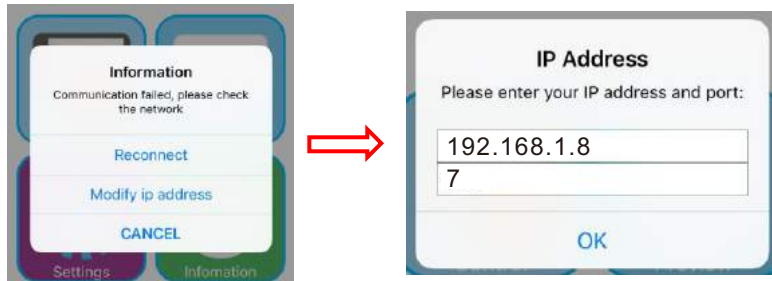 Information
Communication failed, please check
the network
Reconnect
Modify ip address
CANCEL
Settings
Infomation
IP Address
Please enter your IP address and port:
192.168.1.8
7
OK